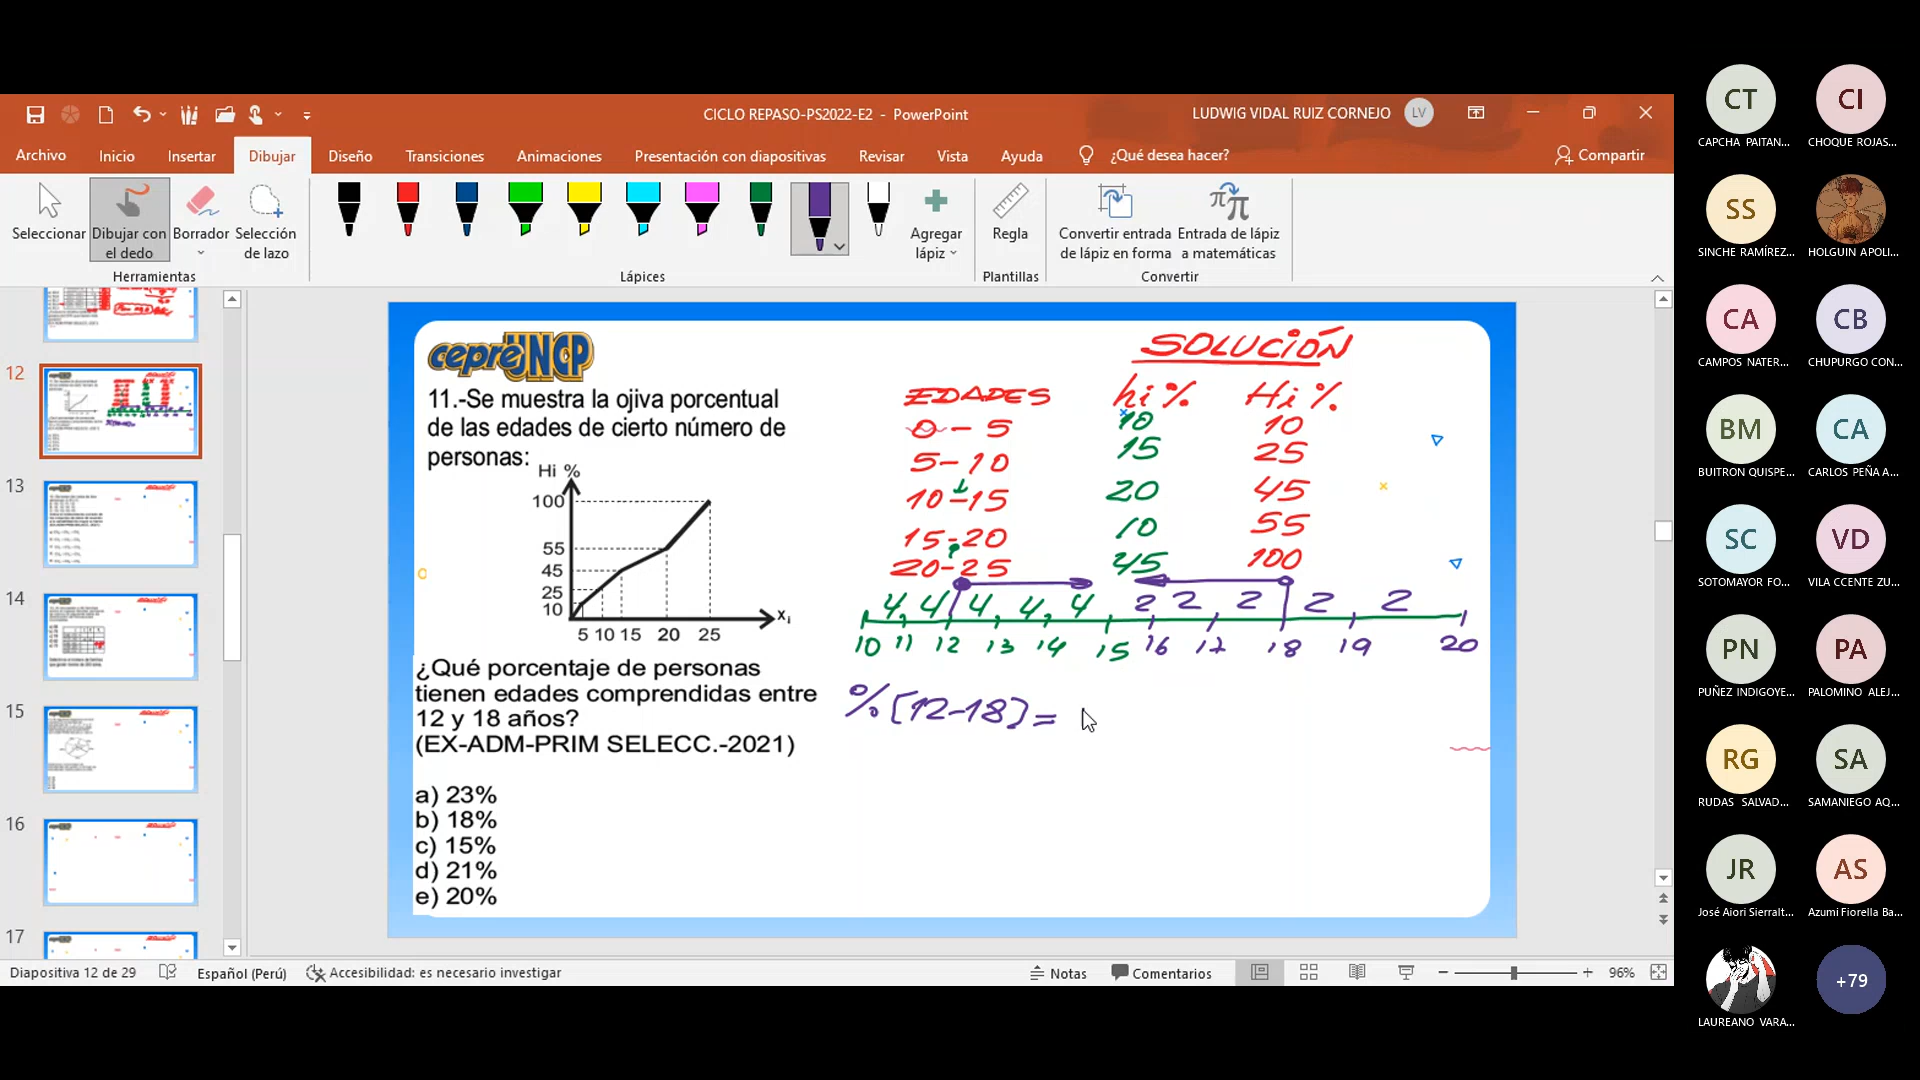 CICLO REPASO-PS2022-E2 - PowerPoint
LUDWIG VIDAL RUIZ CORNEJO
LV
Archivo
Inicio
Insertar
Dibujar
Diseño
Transiciones
Animaciones
Presentación con diapositivas
Revisar
Vista
Ayuda
¿Qué desea hacer?
Compartir
Seleccionar
Dibujar con el dedo
Borrador
Selección de lazo
Agregar lápiz
Regla
Convertir entrada de lápiz en forma
Entrada de lápiz a matemáticas
Herramientas
Lápices
Plantillas
Convertir
12
13
14
15
16
17
cepreUNCP
11.-Se muestra la ojiva porcentual
de las edades de cierto número de
personas:
Hi %
100
55
45
25
10
5 10 15 20 25
xi
¿Qué porcentaje de personas
tienen edades comprendidas entre
12 y 18 años?
(EX-ADM-PRIM SELECC.-2021)
a) 23%
b) 18%
c) 15%
d) 21%
e) 20%
SOLUCIÓN
EDADES hi% Hi%
0-5 10 10
5-10 15 25
10-15 20 45
15-20 10 55
20-25 45 100
4 4 4 4 4 2 2 2 2 2
10 11 12 13 14 15 16 17 18 19 20
%[12-18]=
Diapositiva 12 de 29
Español (Perú)
Accesibilidad: es necesario investigar
Notas
Comentarios
96%
CT
CAPCHA PAITAN...
CI
CHOQUE ROJAS...
SS
SINCHE RAMÍREZ...
HOLGUIN APOLI...
CA
CAMPOS NATER...
CB
CHUPURGO CON...
BM
BUITRON QUISPE...
CA
CARLOS PEÑA A...
SC
SOTOMAYOR FO...
VD
VILA CCENTE ZU...
PN
PUÑEZ INDIGOYE...
PA
PALOMINO ALEJ...
RG
RUDAS SALVAD...
SA
SAMANIEGO AQ...
JR
José Aiori Sierralt...
AS
Azumi Fiorella Ba...
LAUREANO VARA...
+79